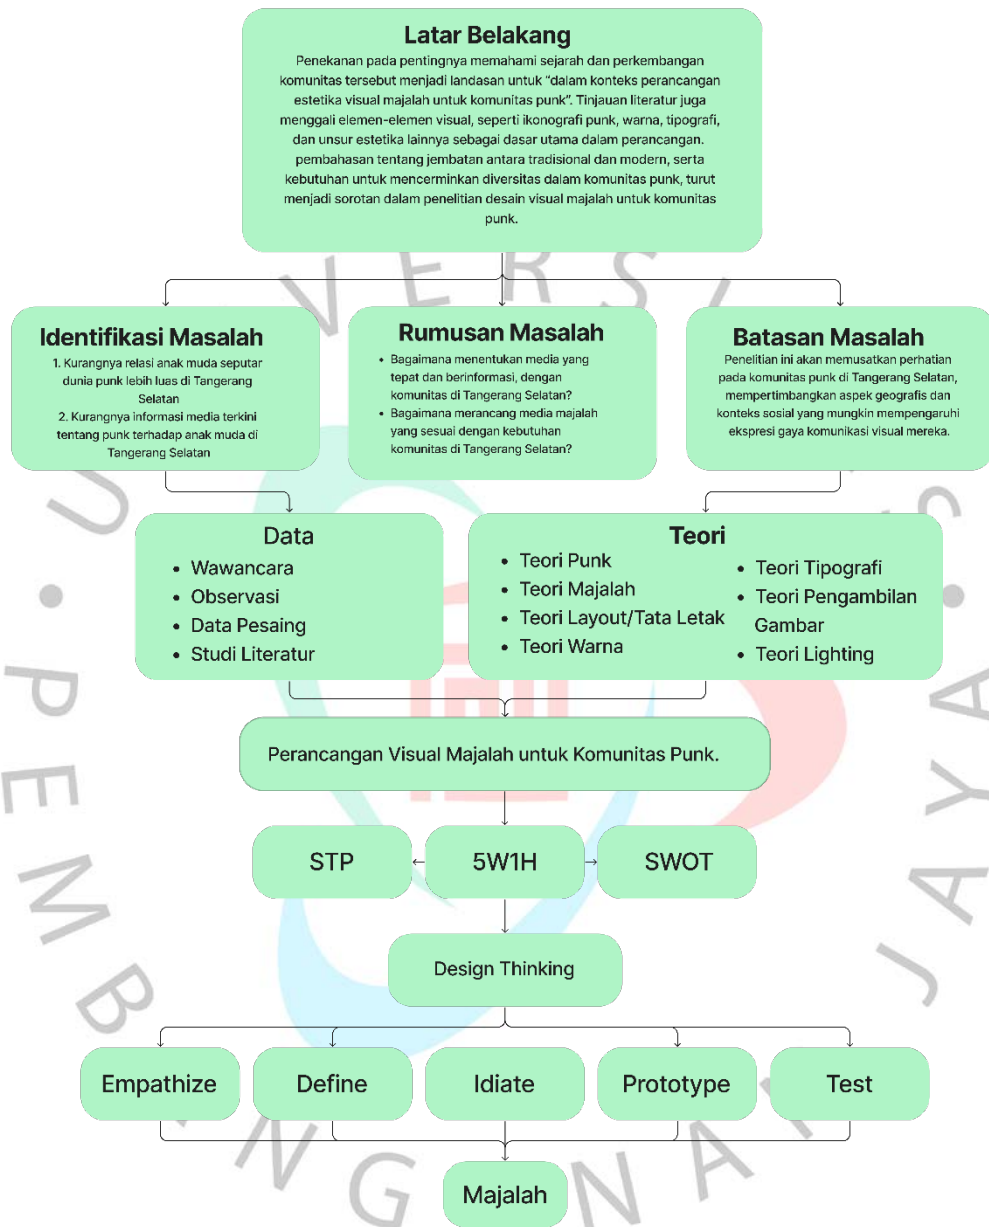 Latar Belakang
Penekanan pada pentingnya memahami sejarah dan perkembangan
komunitas tersebut menjadi landasan untuk “dalam konteks perancangan
estetika visual majalah untuk komunitas punk”. Tinjauan literatur juga
menggali elemen-elemen visual, seperti ikonografi punk, warna, tipografi,
dan unsur estetika lainnya sebagai dasar utama dalam perancangan.
pembahasan tentang jembatan antara tradisional dan modern, serta
kebutuhan untuk mencerminkan diversitas dalam komunitas punk, turut
menjadi sorotan dalam penelitian desain visual majalah untuk komunitas
punk.
Identifikasi Masalah
1. Kurangnya relasi anak muda seputar
dunia punk lebih luas di Tangerang
Selatan
2. Kurangnya informasi media terkini
tentang punk terhadap anak muda di
Tangerang Selatan
Rumusan Masalah
• Bagaimana menentukan media yang
tepat dan berinformasi, dengan
komunitas di Tangerang Selatan?
• Bagaimana merancang media majalah
yang sesuai dengan kebutuhan
komunitas di Tangerang Selatan?
Batasan Masalah
Penelitian ini akan memusatkan perhatian
pada komunitas punk di Tangerang Selatan,
mempertimbangkan aspek geografis dan
konteks sosial yang mungkin mempengaruhi
ekspresi gaya komunikasi visual mereka.
Data
• Wawancara
• Observasi
• Data Pesaing
• Studi Literatur
Teori
• Teori Punk
• Teori Majalah
• Teori Layout/Tata Letak
• Teori Warna
• Teori Tipografi
• Teori Pengambilan
Gambar
• Teori Lighting
Perancangan Visual Majalah untuk Komunitas Punk.
STP
5W1H
SWOT
Design Thinking
Empathize
Define
Idiate
Prototype
Test
Majalah